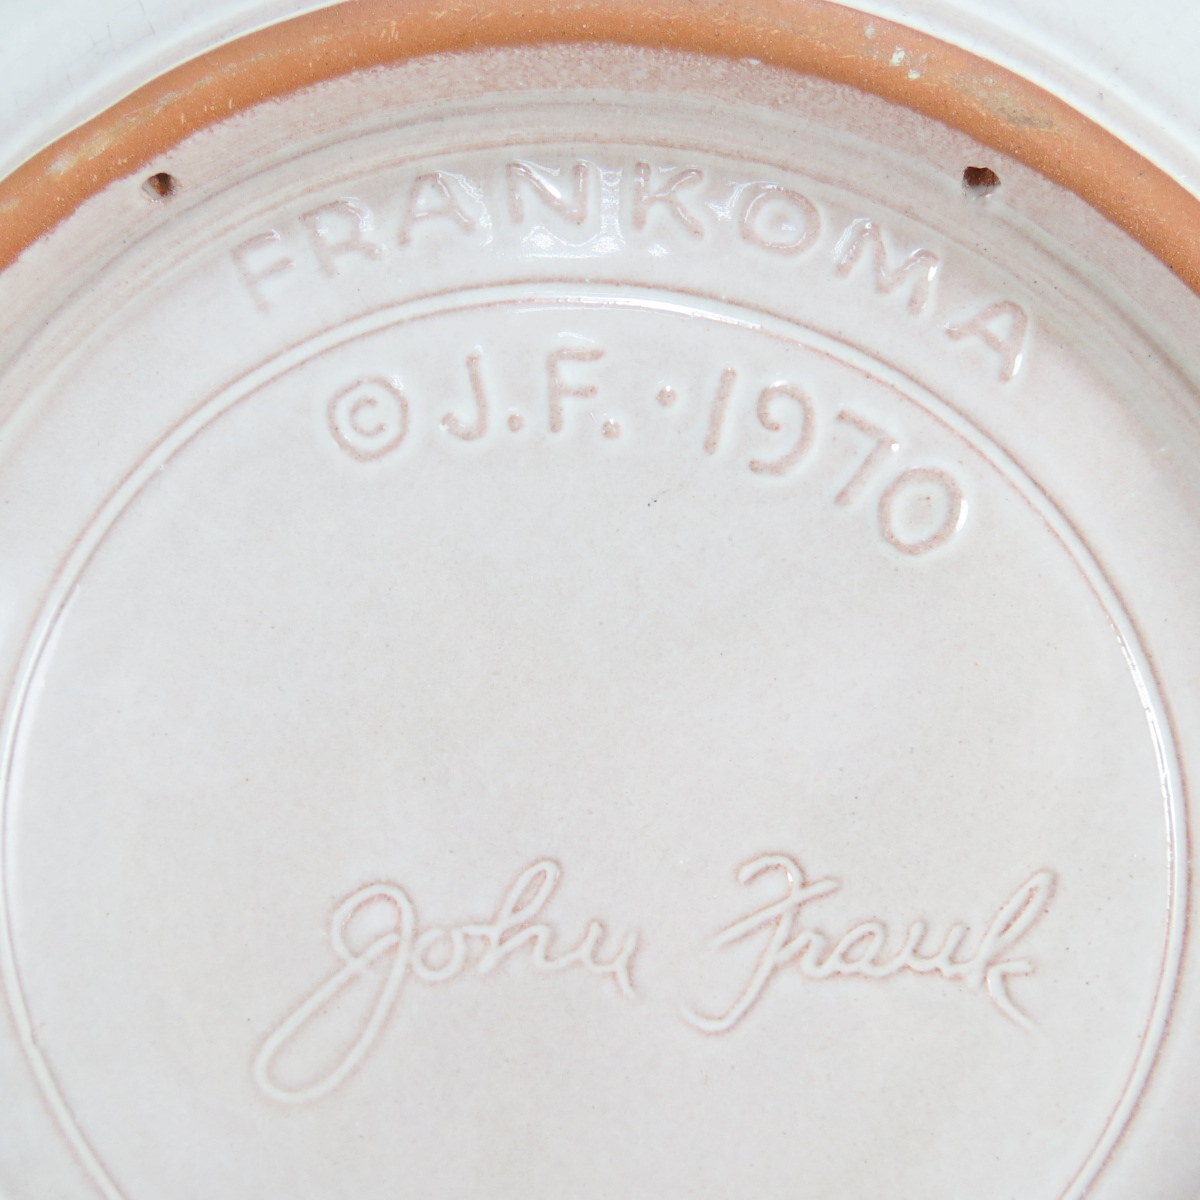 FRANKOMA
© J.F. · 1970
John Frank